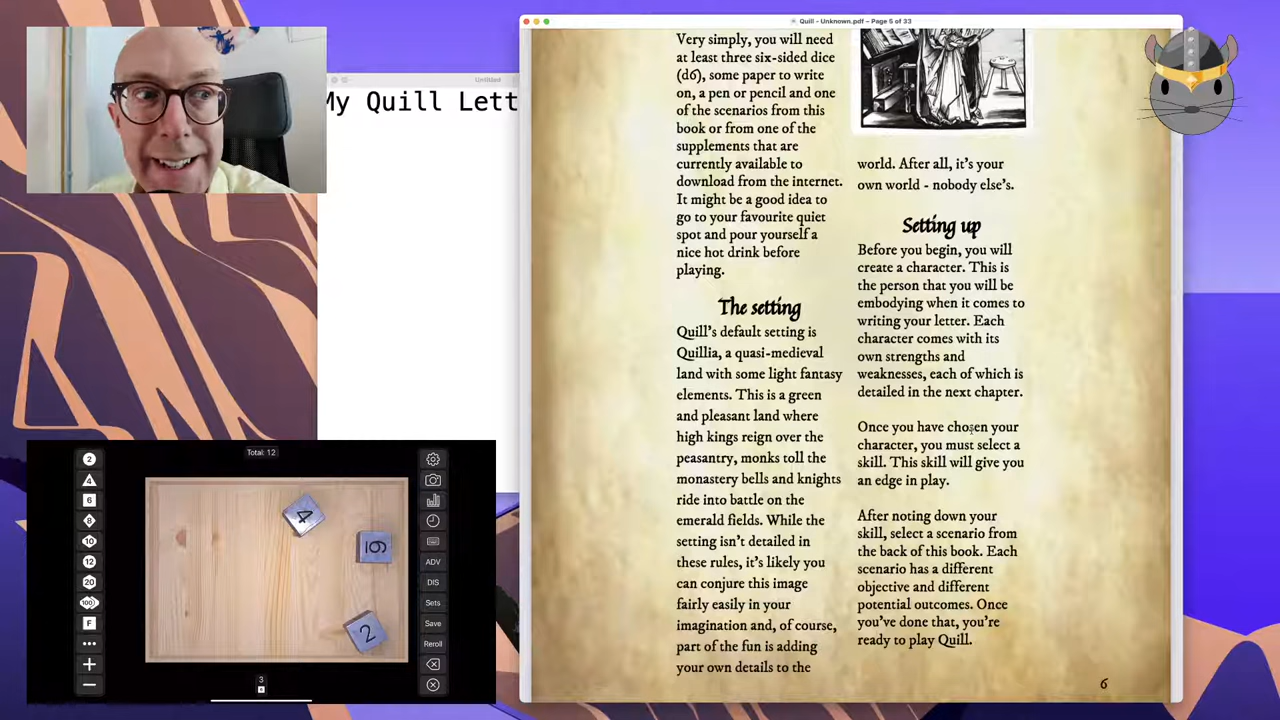 Quill - Unknown.pdf – Page 5 of 33
Untitled
My Quill Lett
Very simply, you will need
at least three six-sided dice
(d6), some paper to write
on, a pen or pencil and one
of the scenarios from this
book or from one of the
supplements that are
currently available to
download from the internet.
It might be a good idea to
go to your favourite quiet
spot and pour yourself a
nice hot drink before
playing.
The setting
Quill's default setting is
Quillia, a quasi-medieval
land with some light fantasy
elements. This is a green
and pleasant land where
high kings reign over the
peasantry, monks toll the
monastery bells and knights
ride into battle on the
emerald fields. While the
setting isn't detailed in
these rules, it's likely you
can conjure this image
fairly easily in your
imagination and, of course,
part of the fun is adding
your own details to the
world. After all, it's your
own world - nobody else's.
Setting up
Before you begin, you will
create a character. This is
the person that you will be
embodying when it comes to
writing your letter. Each
character comes with its
own strengths and
weaknesses, each of which is
detailed in the next chapter.
Once you have chosen your
character, you must select a
skill. This skill will give you
an edge in play.
After noting down your
skill, select a scenario from
the back of this book. Each
scenario has a different
objective and different
potential outcomes. Once
you've done that, you're
ready to play Quill.
6
Total: 12
2
4
6
8
10
12
20
100
F
4
6
2
ADV
DIS
Sets
Save
Reroll
3